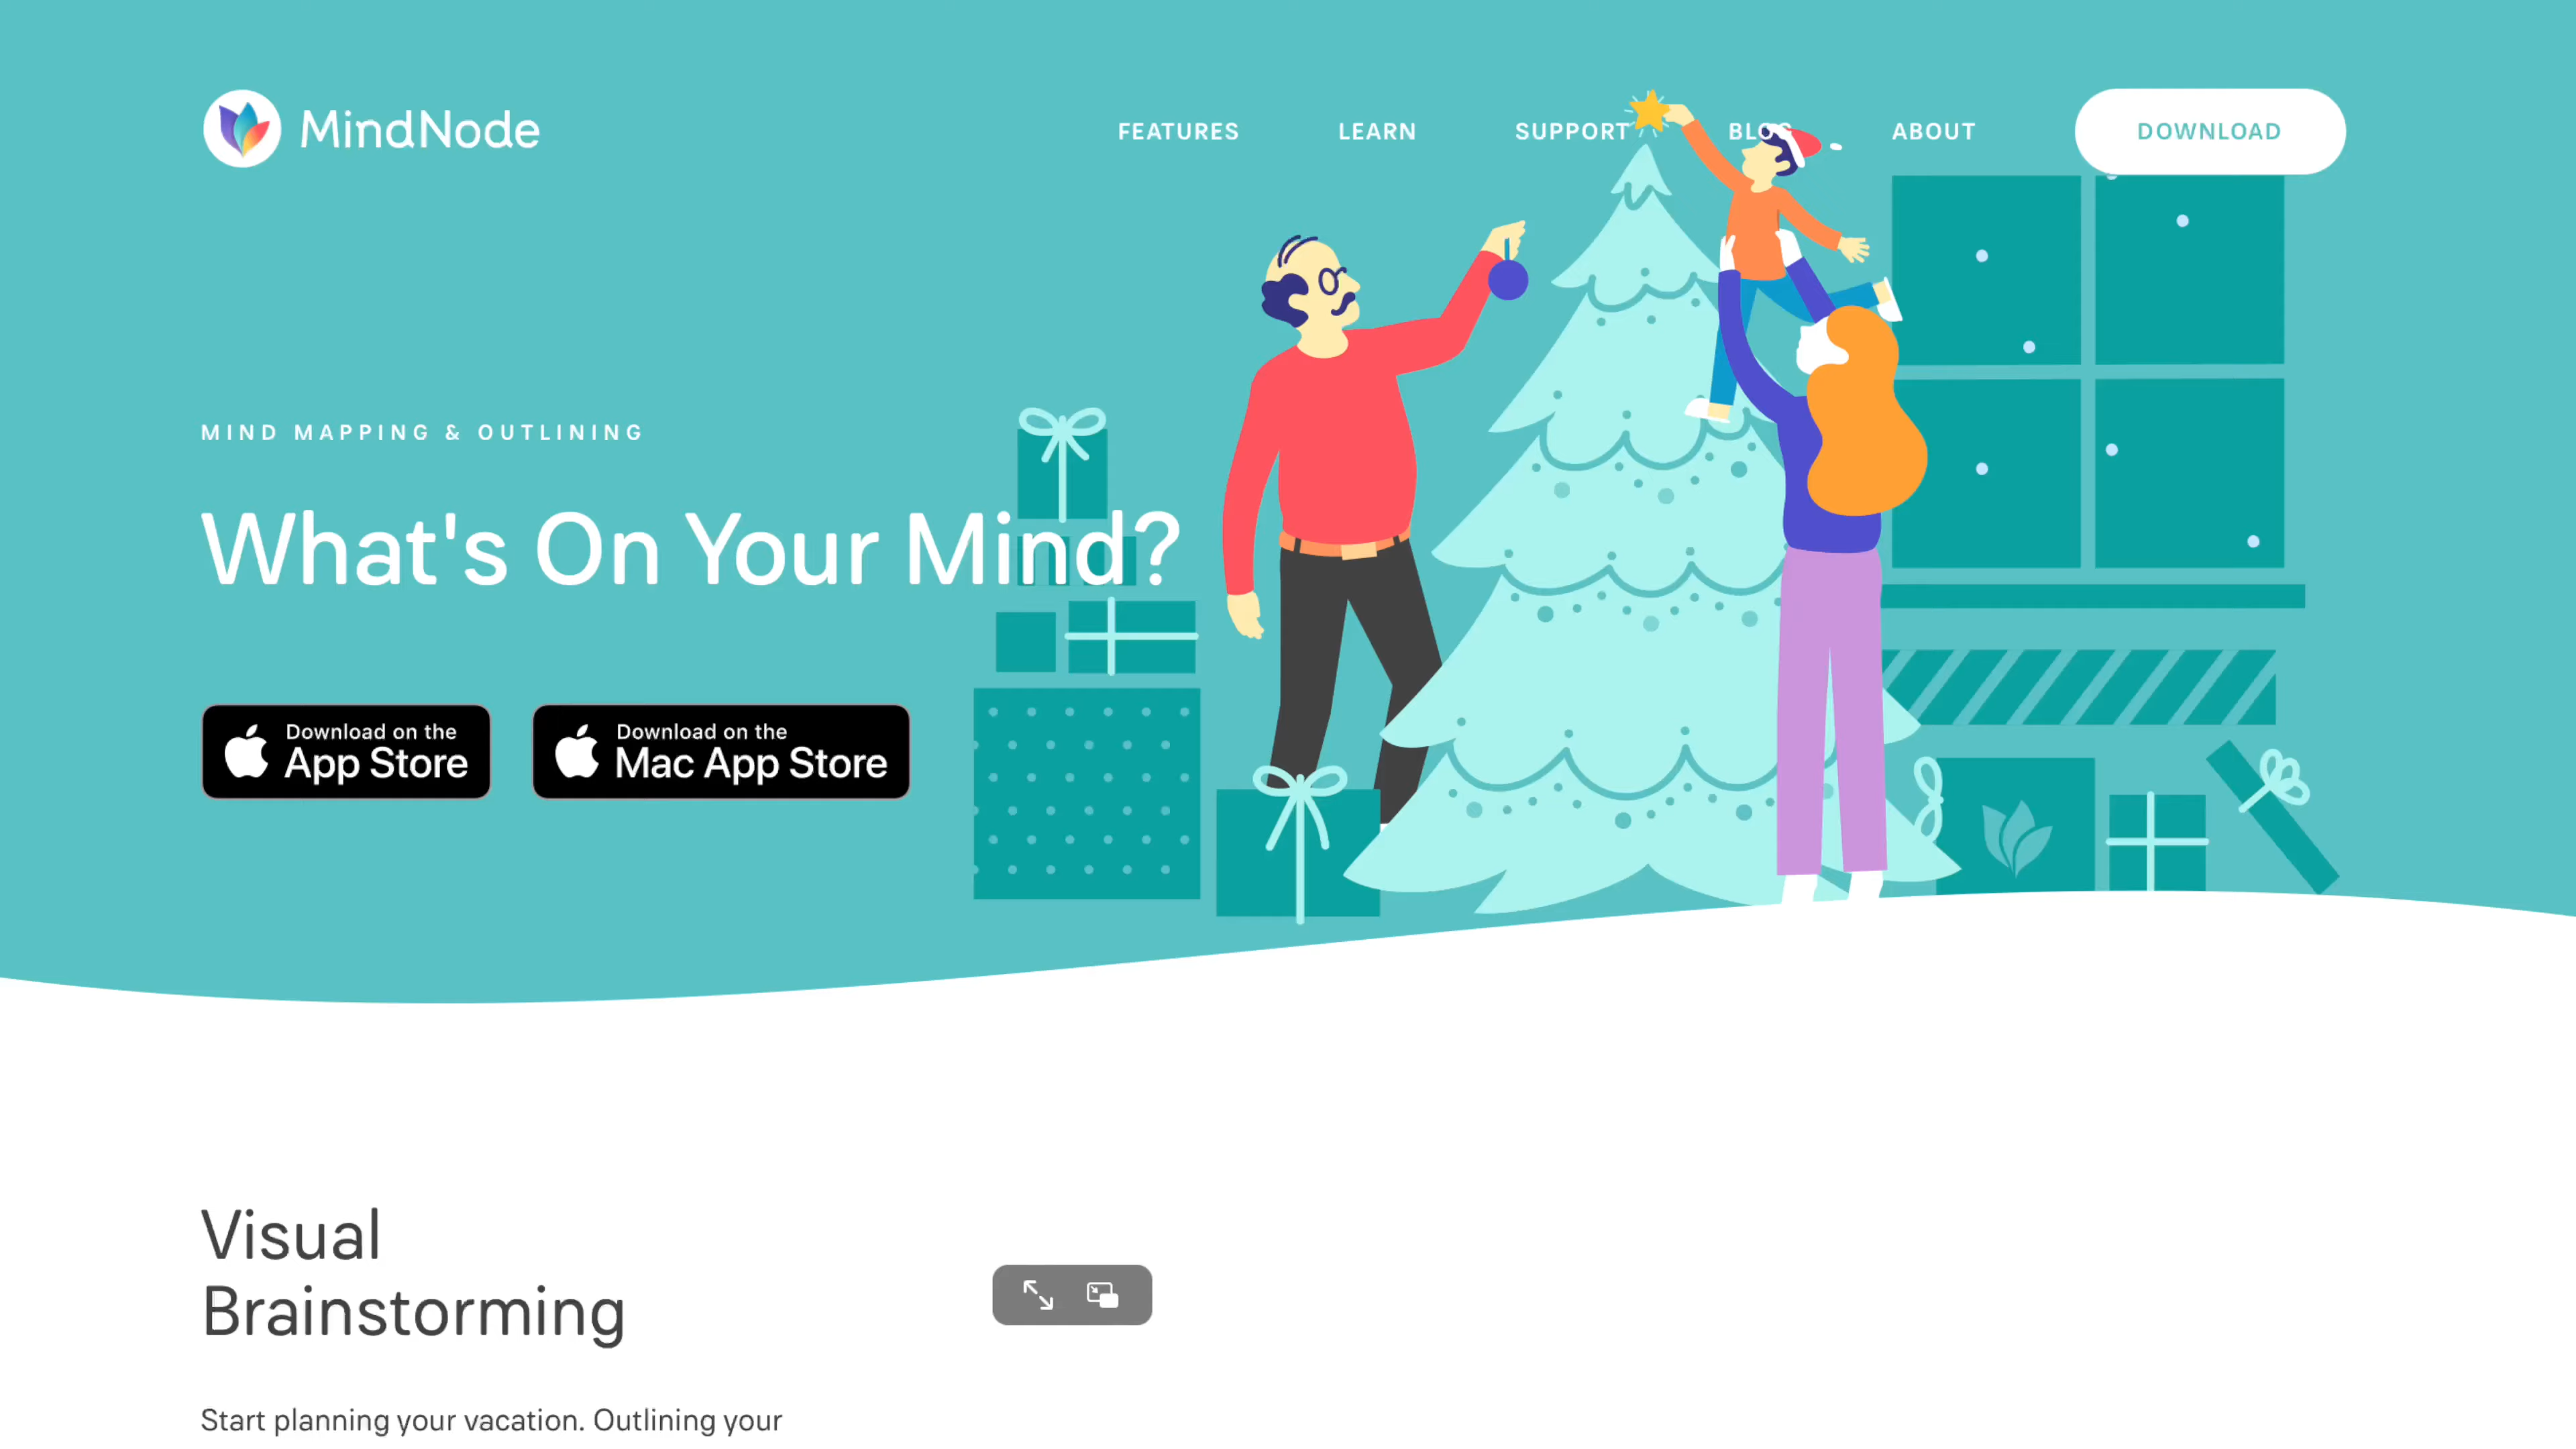 MindNode
FEATURES
LEARN
SUPPORT
BLOG
ABOUT
DOWNLOAD
MIND MAPPING & OUTLINING
What's On Your Mind?
Download on the
App Store
Download on the
Mac App Store
Visual
Brainstorming
Start planning your vacation. Outlining your